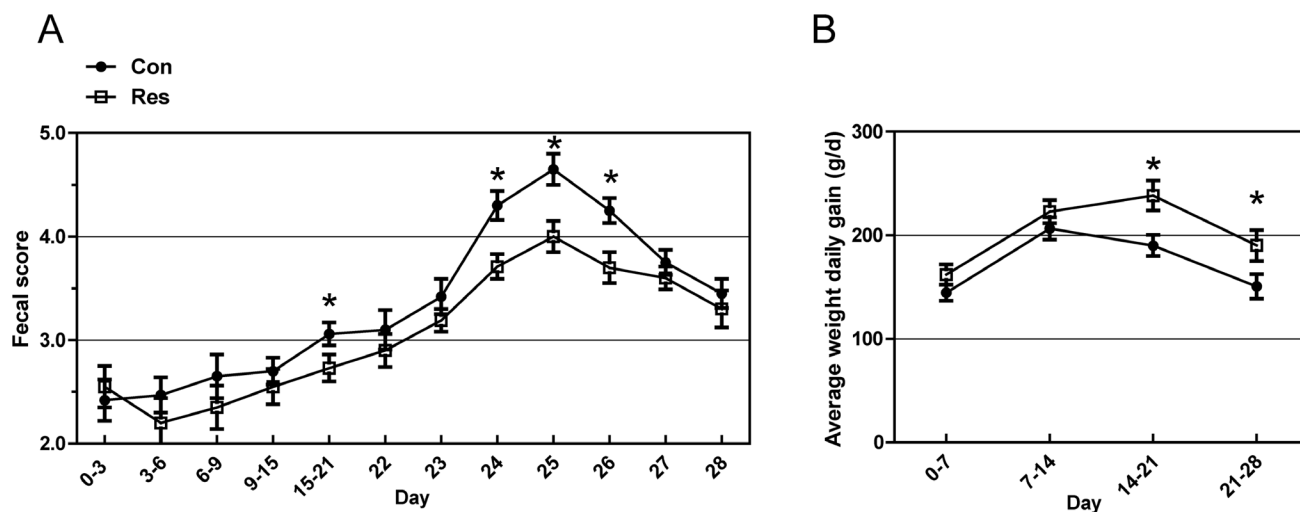 A
Con
Res
Fecal score
5.0
4.0
3.0
2.0
* * * *
0-3 3-6 6-9 9-15 15-21 22 23 24 25 26 27 28
Day
B
Average weight daily gain (g/d)
300
200
100
0
* *
0-7 7-14 14-21 21-28
Day